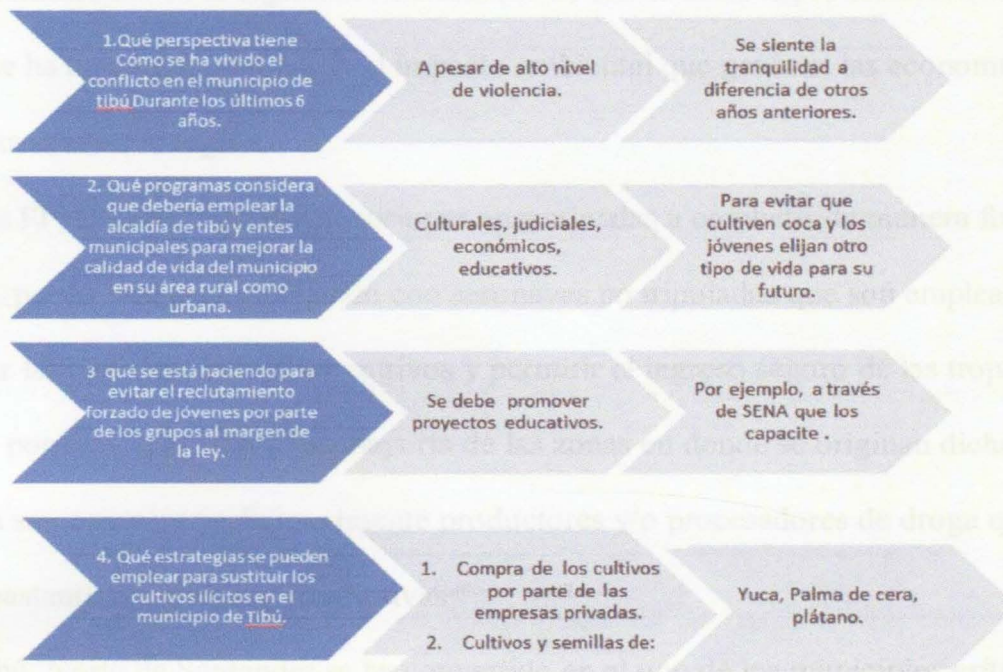 1.Qué perspectiva tiene
Cómo se ha vivido el
conflicto en el municipio de
tibú Durante los últimos 6
años.
A pesar de alto nivel
de violencia.
Se siente la
tranquilidad a
diferencia de otros
años anteriores.
2. Qué programas considera
que debería emplear la
alcaldía de tibú y entes
municipales para mejorar la
calidad de vida del municipio
en su área rural como
urbana.
Culturales, judiciales,
económicos,
educativos.
Para evitar que
cultiven coca y los
jóvenes elijan otro
tipo de vida para su
futuro.
3 qué se está haciendo para
evitar el reclutamiento
forzado de jóvenes por parte
de los grupos al margen de
la ley.
Se debe promover
proyectos educativos.
Por ejemplo, a través
de SENA que los
capacite .
4. Qué estrategias se pueden
emplear para sustituir los
cultivos ilícitos en el
municipio de Tibú.
1. Compra de los cultivos
por parte de las
empresas privadas.
2. Cultivos y semillas de:
Yuca, Palma de cera,
plátano.